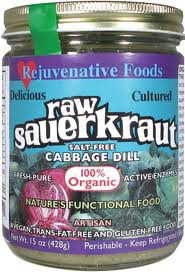 Rejuvenative Foods
Delicious Cultured
raw
sauerkraut
SALT-FREE
CABBAGE DILL
FRESH-PURE 100% Organic ACTIVE ENZYMES
NATURE'S FUNCTIONAL FOOD
ARTISAN
A VEGAN, TRANS-FAT-FREE AND GLUTEN-FREE FOOD
Net Wt. 15 oz (428g) Perishable - Keep Refrigerated